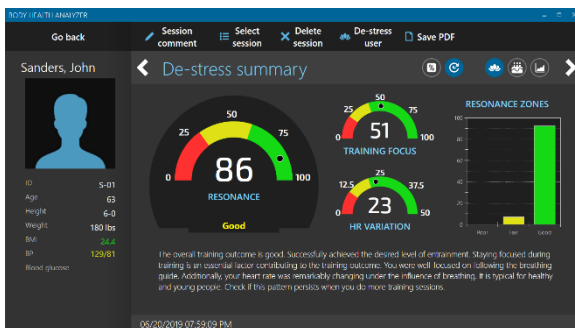 BODY HEALTH ANALYZER
Go back
Session comment
Select session
Delete session
De-stress user
Save PDF
Sanders, John
De-stress summary
ID S-01
Age 63
Height 6-0
Weight 180 lbs
BMI 24.4
BP 129/81
Blood glucose
0
25
50
75
100
86
RESONANCE
Good
0
25
50
75
100
51
TRAINING FOCUS
0
12.5
25
37.5
50
23
HR VARIATION
RESONANCE ZONES
100
80
60
40
20
0
Poor
Fair
Good
The overall training outcome is good. Successfully achieved the desired level of entrainment. Staying focused during
training is an essential factor contributing to the training outcome. You were well-focused on following the breathing
guide. Additionally, your heart rate was remarkably changing under the influence of breathing. It is typical for healthy
and young people. Check if this pattern persists when you do more training sessions.
06/20/2019 07:59:09 PM